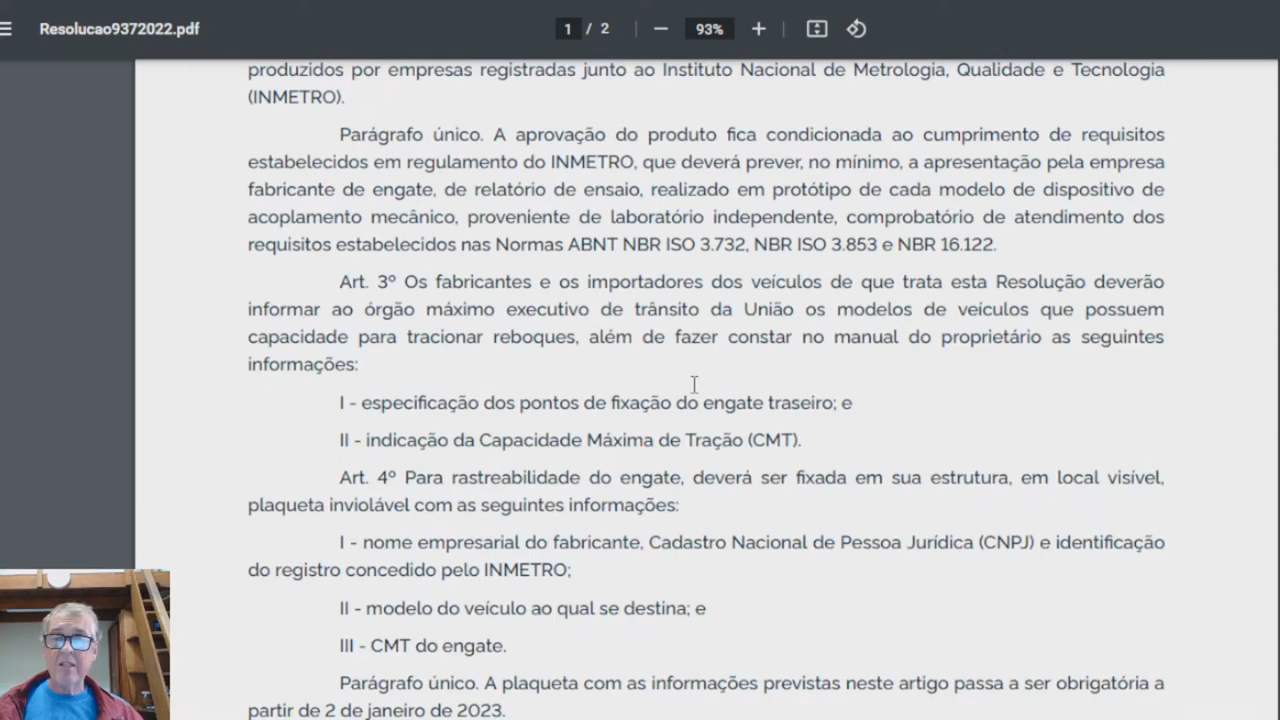 Resolucao9372022.pdf
1 / 2
93%
produzidos por empresas registradas junto ao Instituto Nacional de Metrologia, Qualidade e Tecnologia
(INMETRO).
Parágrafo único. A aprovação do produto fica condicionada ao cumprimento de requisitos
estabelecidos em regulamento do INMETRO, que deverá prever, no mínimo, a apresentação pela empresa
fabricante de engate, de relatório de ensaio, realizado em protótipo de cada modelo de dispositivo de
acoplamento mecânico, proveniente de laboratório independente, comprobatório de atendimento dos
requisitos estabelecidos nas Normas ABNT NBR ISO 3.732, NBR ISO 3.853 e NBR 16.122.
Art. 3º Os fabricantes e os importadores dos veículos de que trata esta Resolução deverão
informar ao órgão máximo executivo de trânsito da União os modelos de veículos que possuem
capacidade para tracionar reboques, além de fazer constar no manual do proprietário as seguintes
informações:
I - especificação dos pontos de fixação do engate traseiro; e
II - indicação da Capacidade Máxima de Tração (CMT).
Art. 4º Para rastreabilidade do engate, deverá ser fixada em sua estrutura, em local visível,
plaqueta inviolável com as seguintes informações:
I - nome empresarial do fabricante, Cadastro Nacional de Pessoa Jurídica (CNPJ) e identificação
do registro concedido pelo INMETRO;
II - modelo do veículo ao qual se destina; e
III - CMT do engate.
Parágrafo único. A plaqueta com as informações previstas neste artigo passa a ser obrigatória a
partir de 2 de janeiro de 2023.